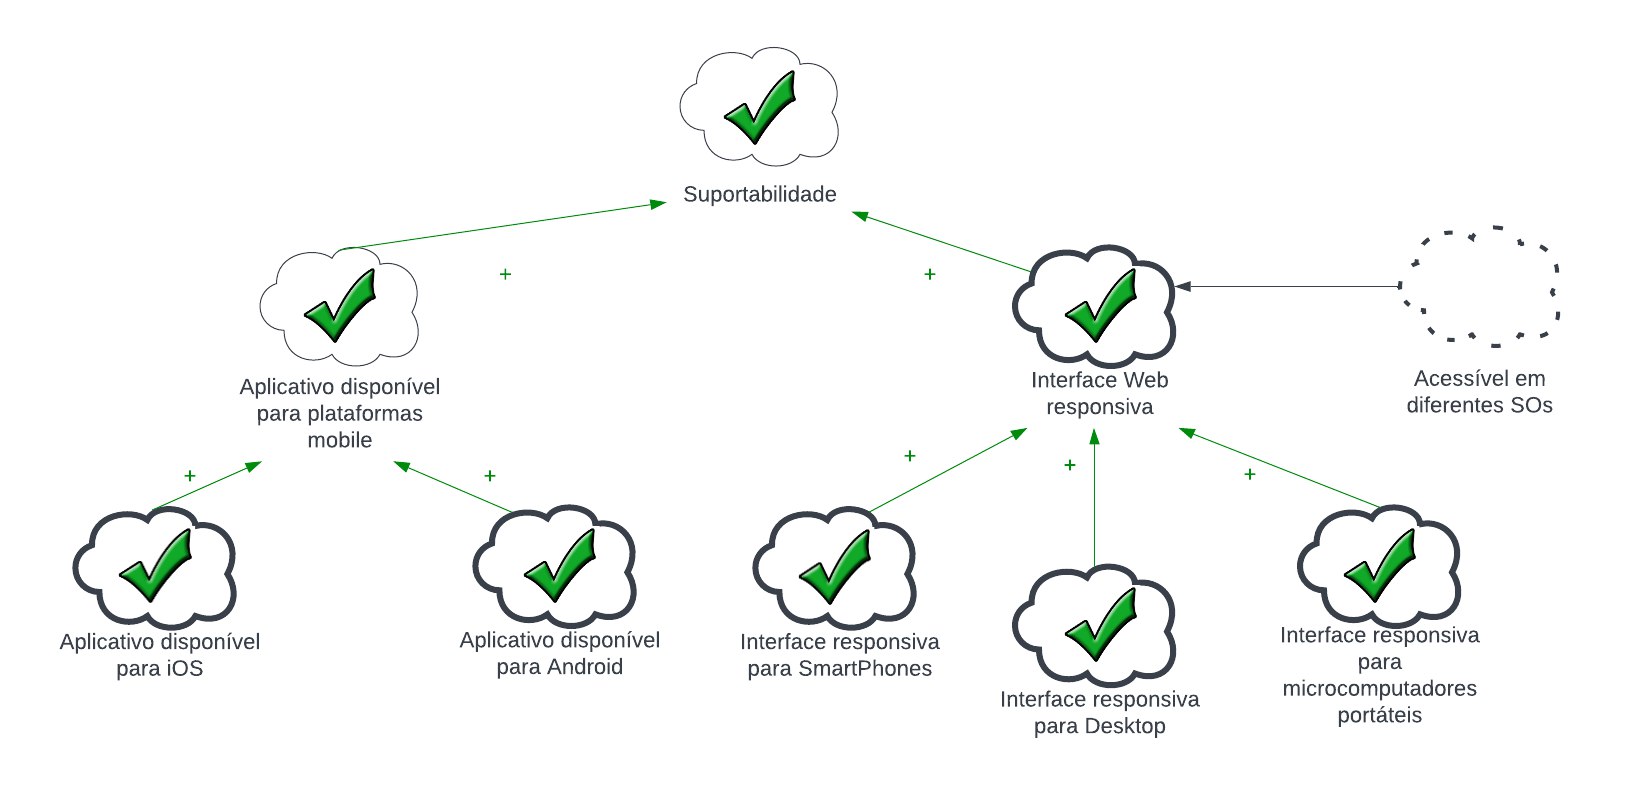 Suportabilidade
+
+
Aplicativo disponível
para plataformas
mobile
Interface Web
responsiva
Acessível em
diferentes SOs
+
+
+
+
+
Aplicativo disponível
para iOS
Aplicativo disponível
para Android
Interface responsiva
para SmartPhones
Interface responsiva
para Desktop
Interface responsiva
para
microcomputadores
portáteis